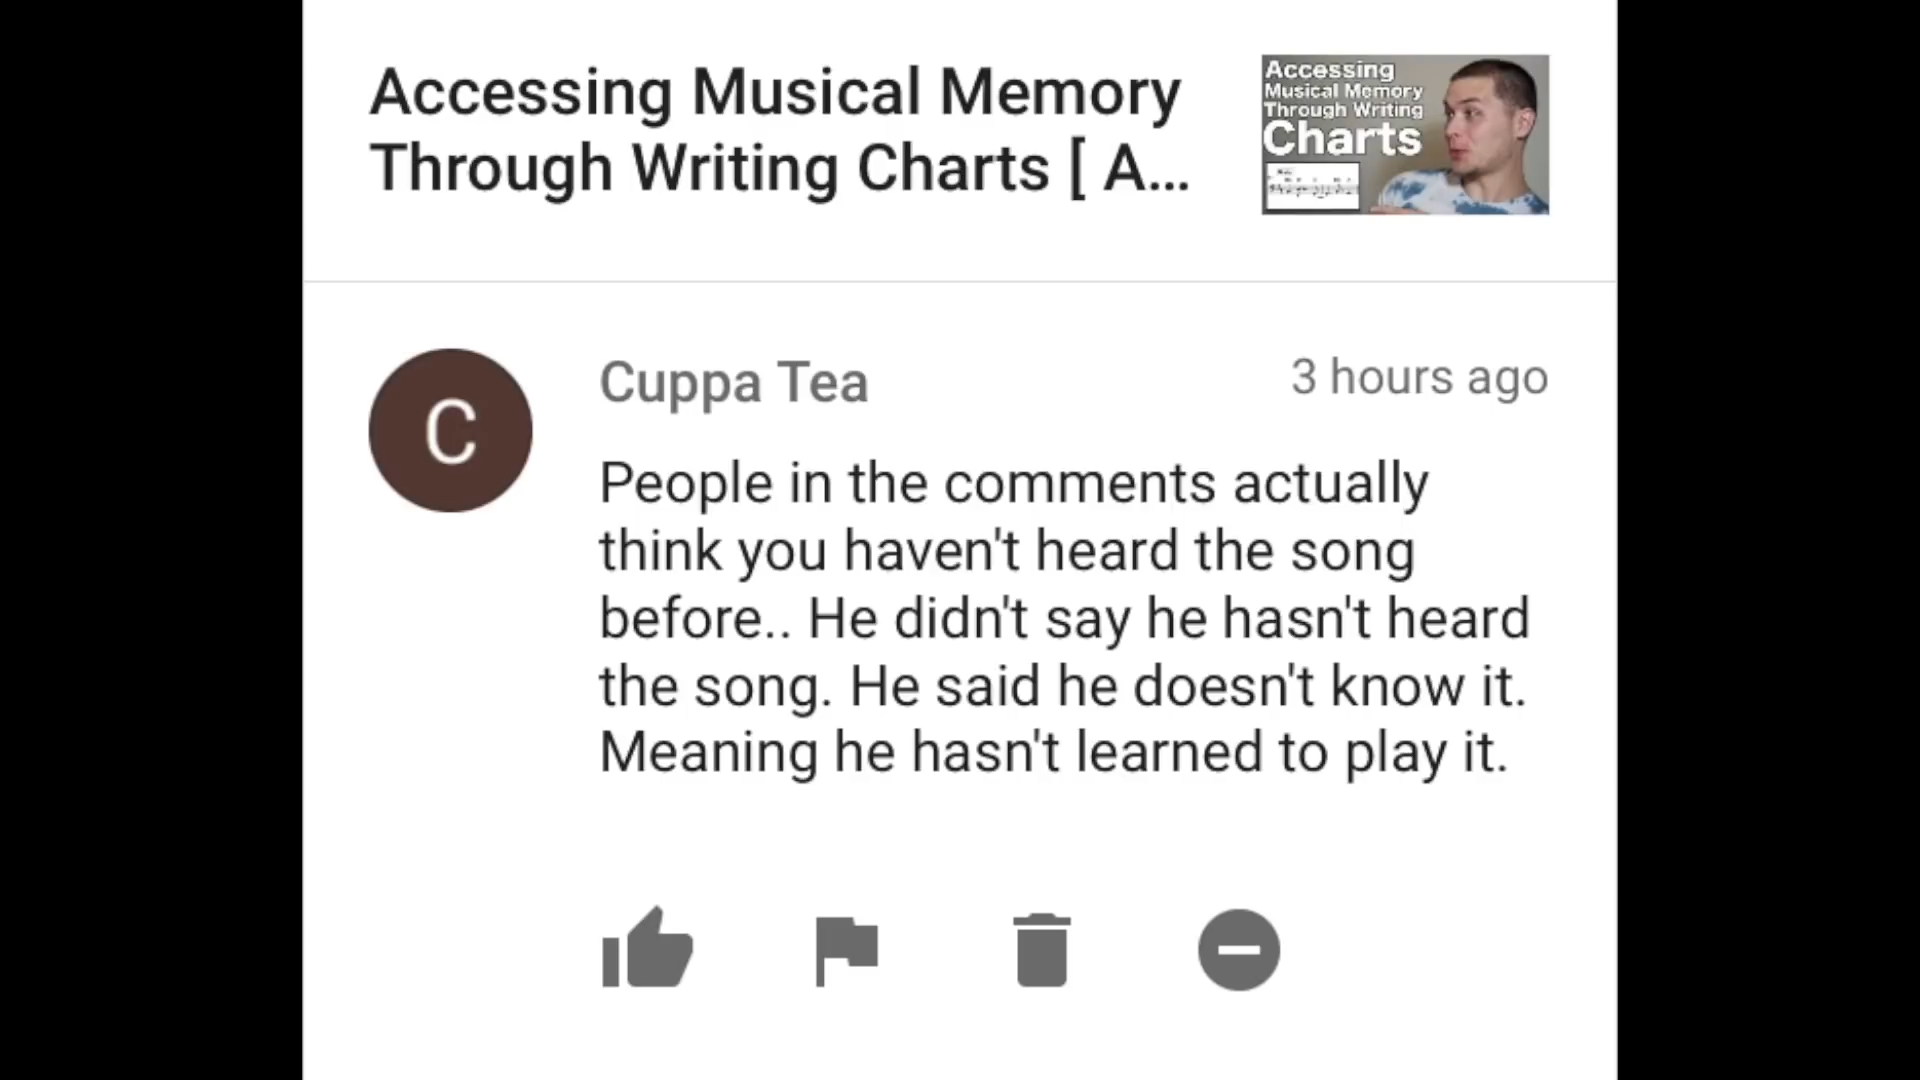 Accessing Musical Memory
Through Writing Charts [ A...
Accessing
Musical Memory
Through Writing
Charts
C
Cuppa Tea
3 hours ago
People in the comments actually
think you haven't heard the song
before.. He didn't say he hasn't heard
the song. He said he doesn't know it.
Meaning he hasn't learned to play it.